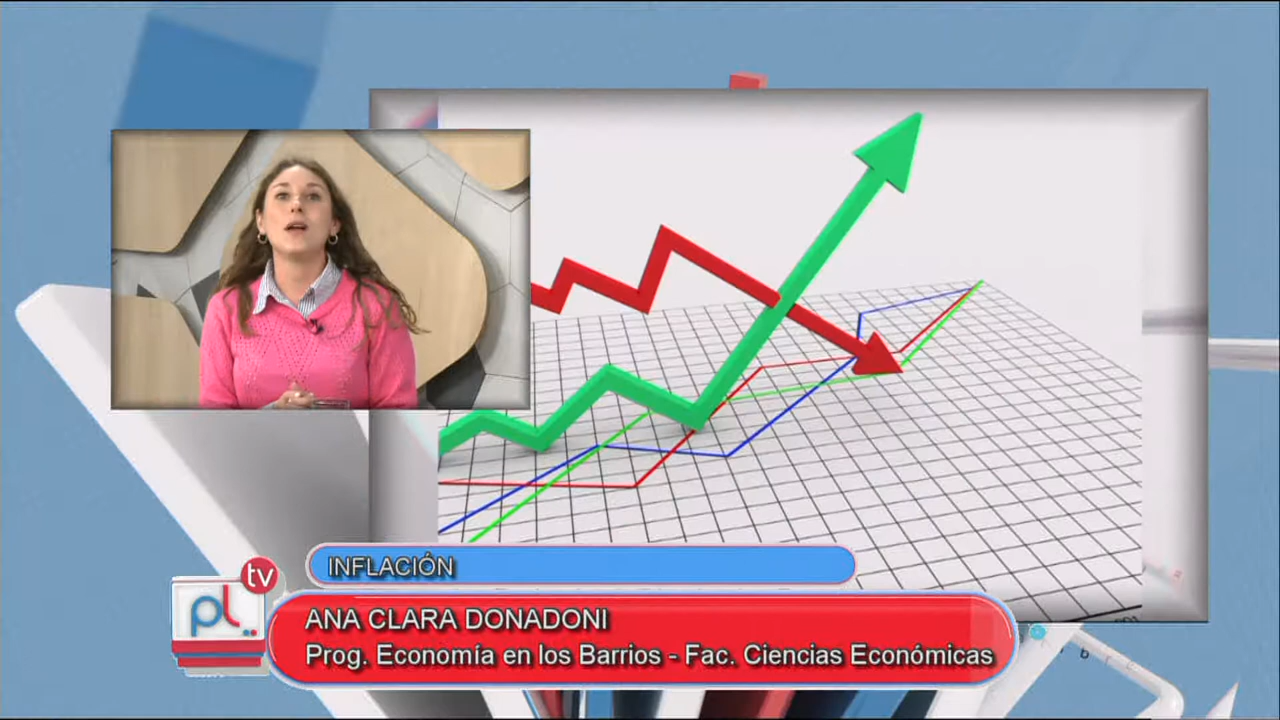 INFLACIÓN
tv
pl
ANA CLARA DONADONI
Prog. Economía en los Barrios - Fac. Ciencias Económicas
i b r e